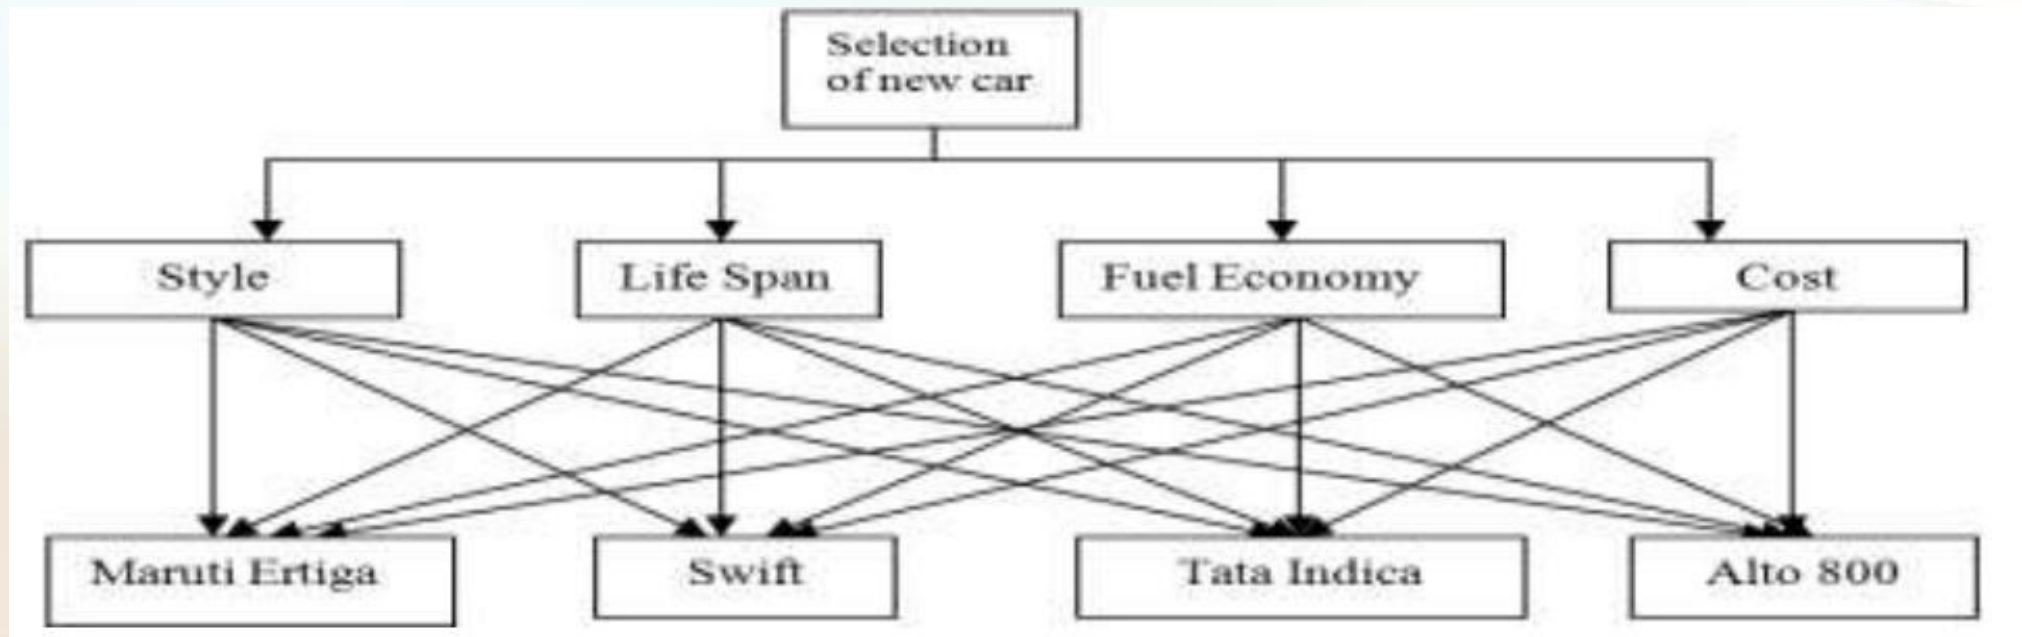 Selection
of new car
Style
Life Span
Fuel Economy
Cost
Maruti Ertiga
Swift
Tata Indica
Alto 800